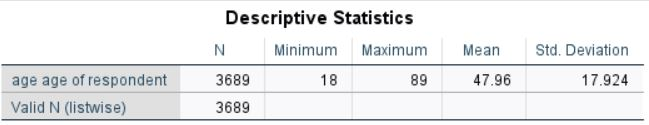 Descriptive Statistics
N Minimum Maximum Mean Std. Deviation
age age of respondent 3689 18 89 47.96 17.924
Valid N (listwise) 3689